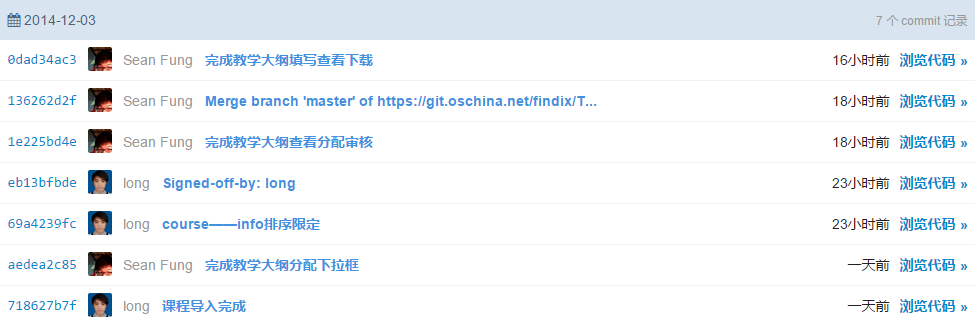 2014-12-03 7 个 commit 记录
0dad34ac3 Sean Fung 完成教学大纲填写查看下载 16小时前 浏览代码 »
136262d2f Sean Fung Merge branch 'master' of https://git.oschina.net/findix/T... 18小时前 浏览代码 »
1e225bd4e Sean Fung 完成教学大纲查看分配审核 18小时前 浏览代码 »
eb13bfbde long Signed-off-by: long 23小时前 浏览代码 »
69a4239fc long course——info排序限定 23小时前 浏览代码 »
aedea2c85 Sean Fung 完成教学大纲分配下拉框 一天前 浏览代码 »
718627b7f long 课程导入完成 一天前 浏览代码 »